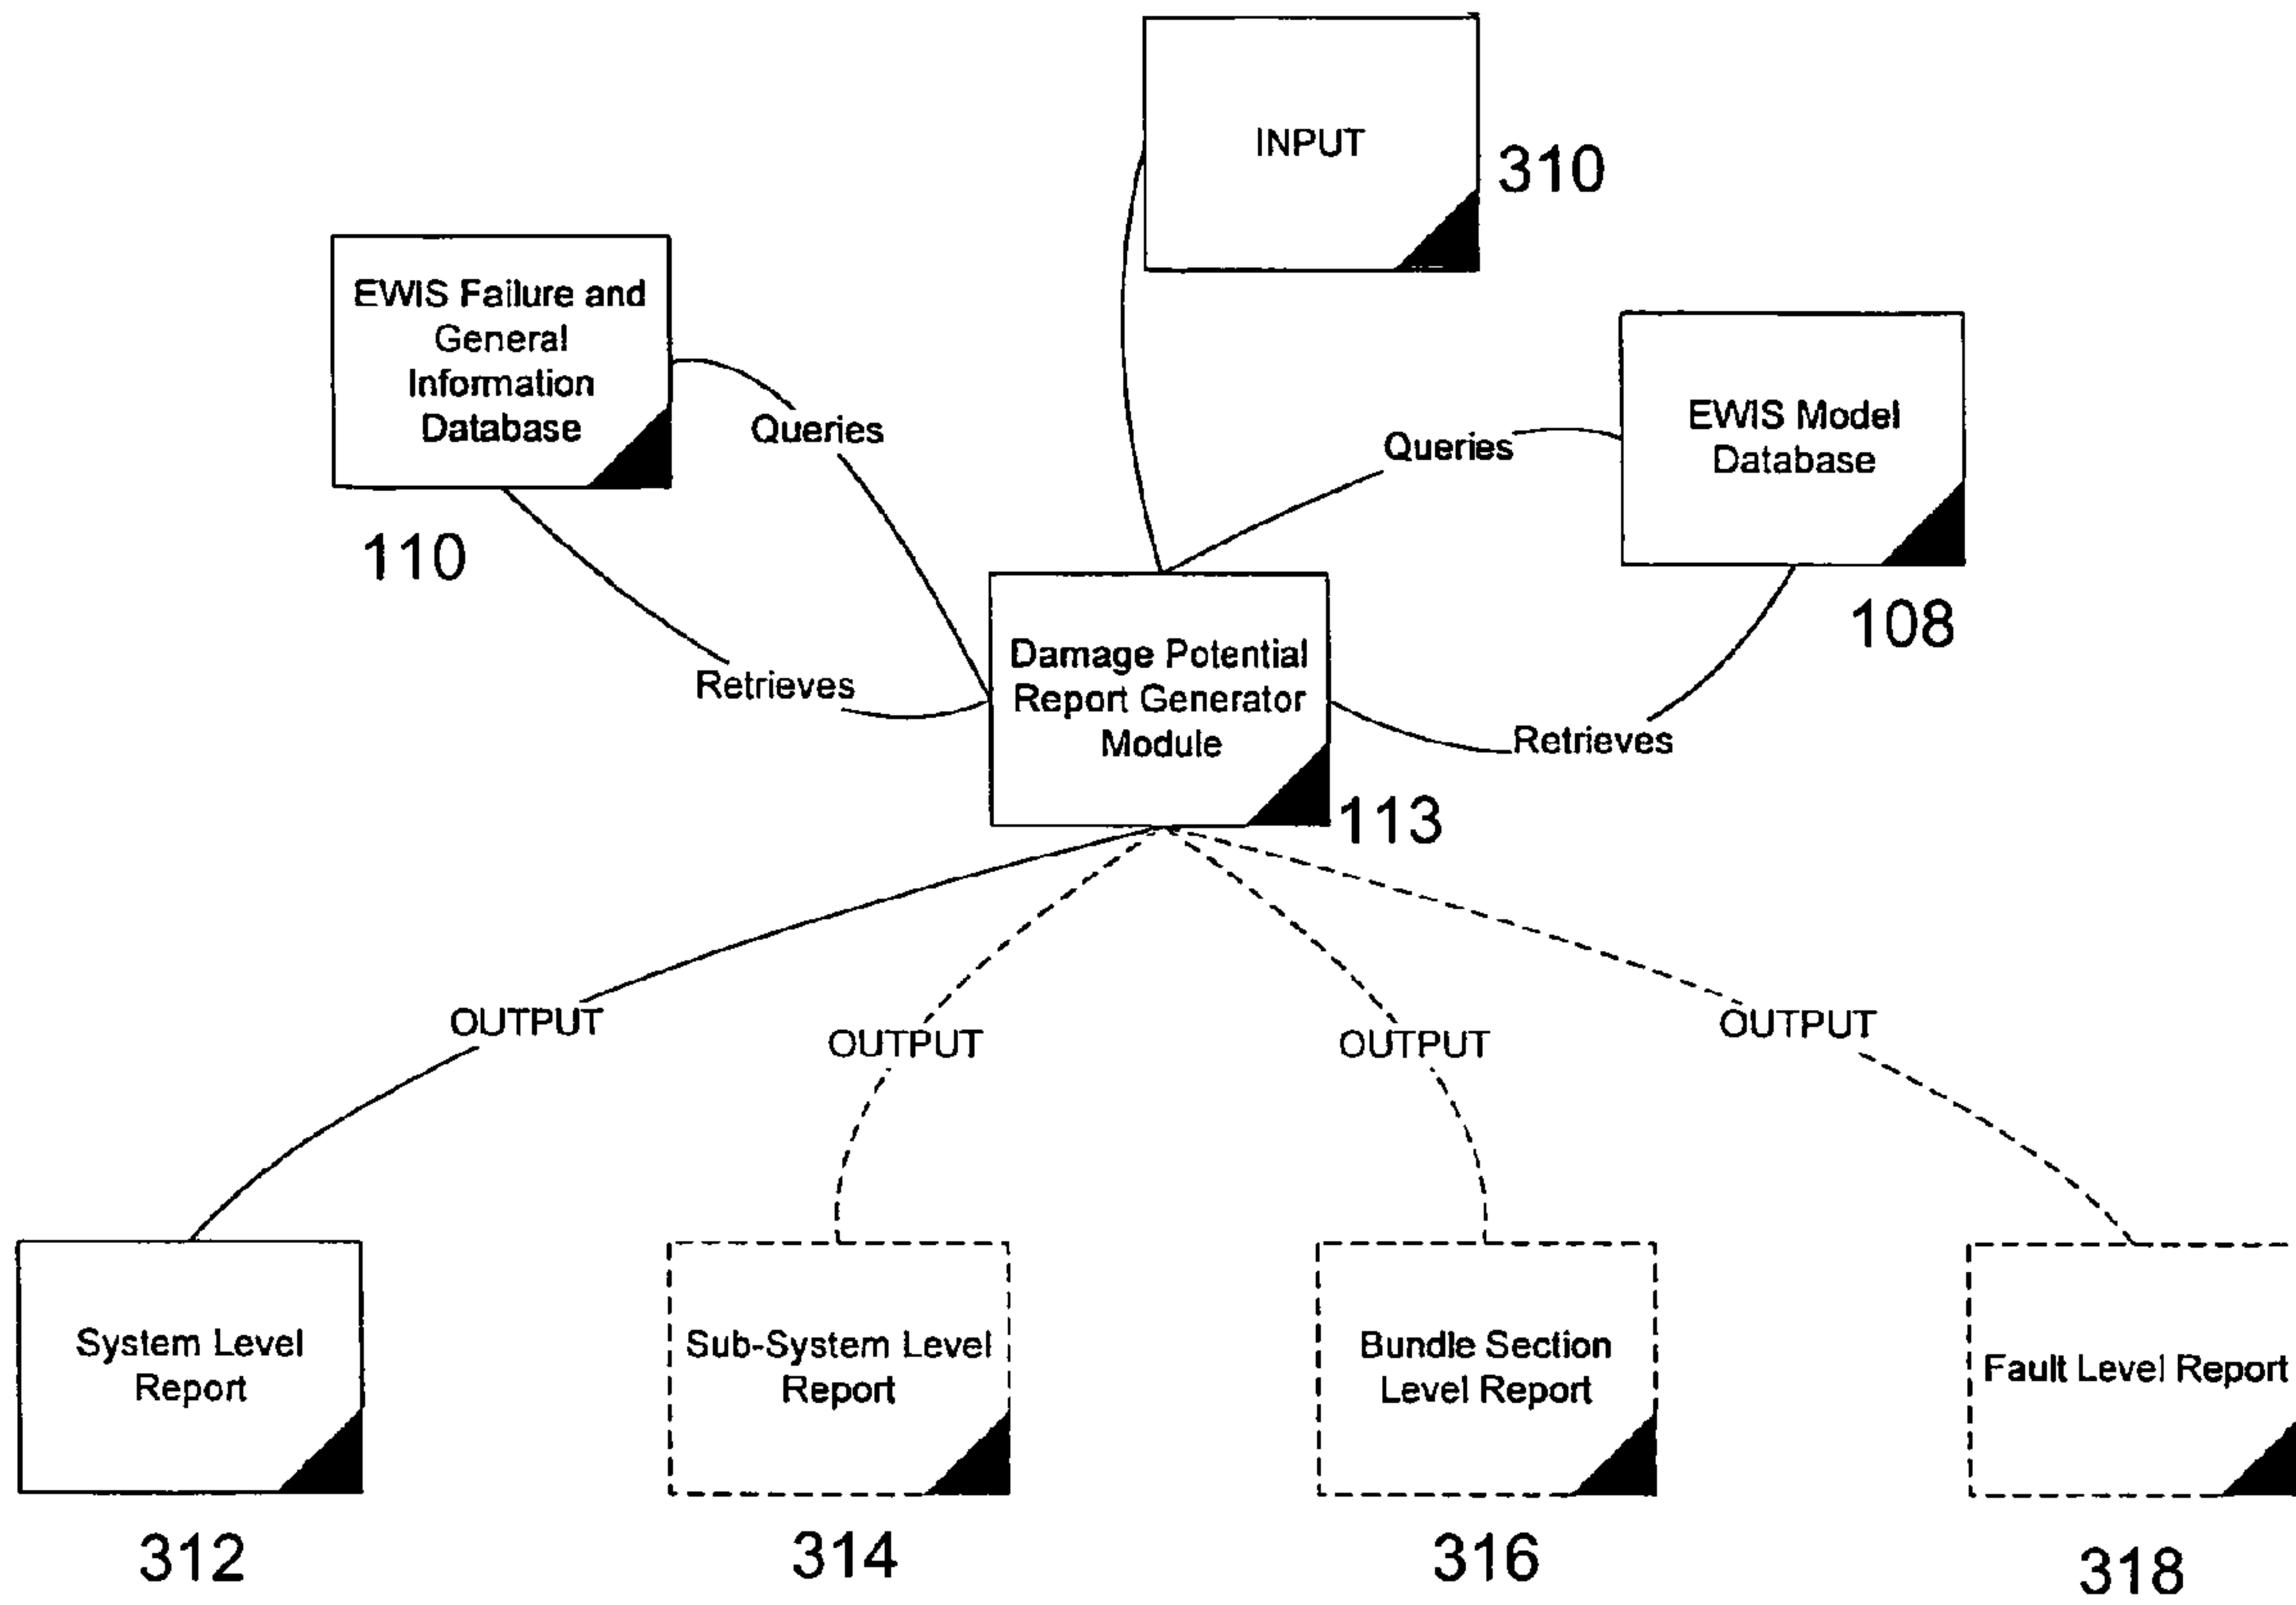 INPUT
310
EWIS Failure and
General
Information
Database
110
Queries
Retrieves
Queries
EWIS Model
Database
108
Retrieves
Damage Potential
Report Generator
Module
113
OUTPUT
OUTPUT
OUTPUT
OUTPUT
System Level
Report
312
Sub-System Level
Report
314
Bundle Section
Level Report
316
Fault Level Report
318